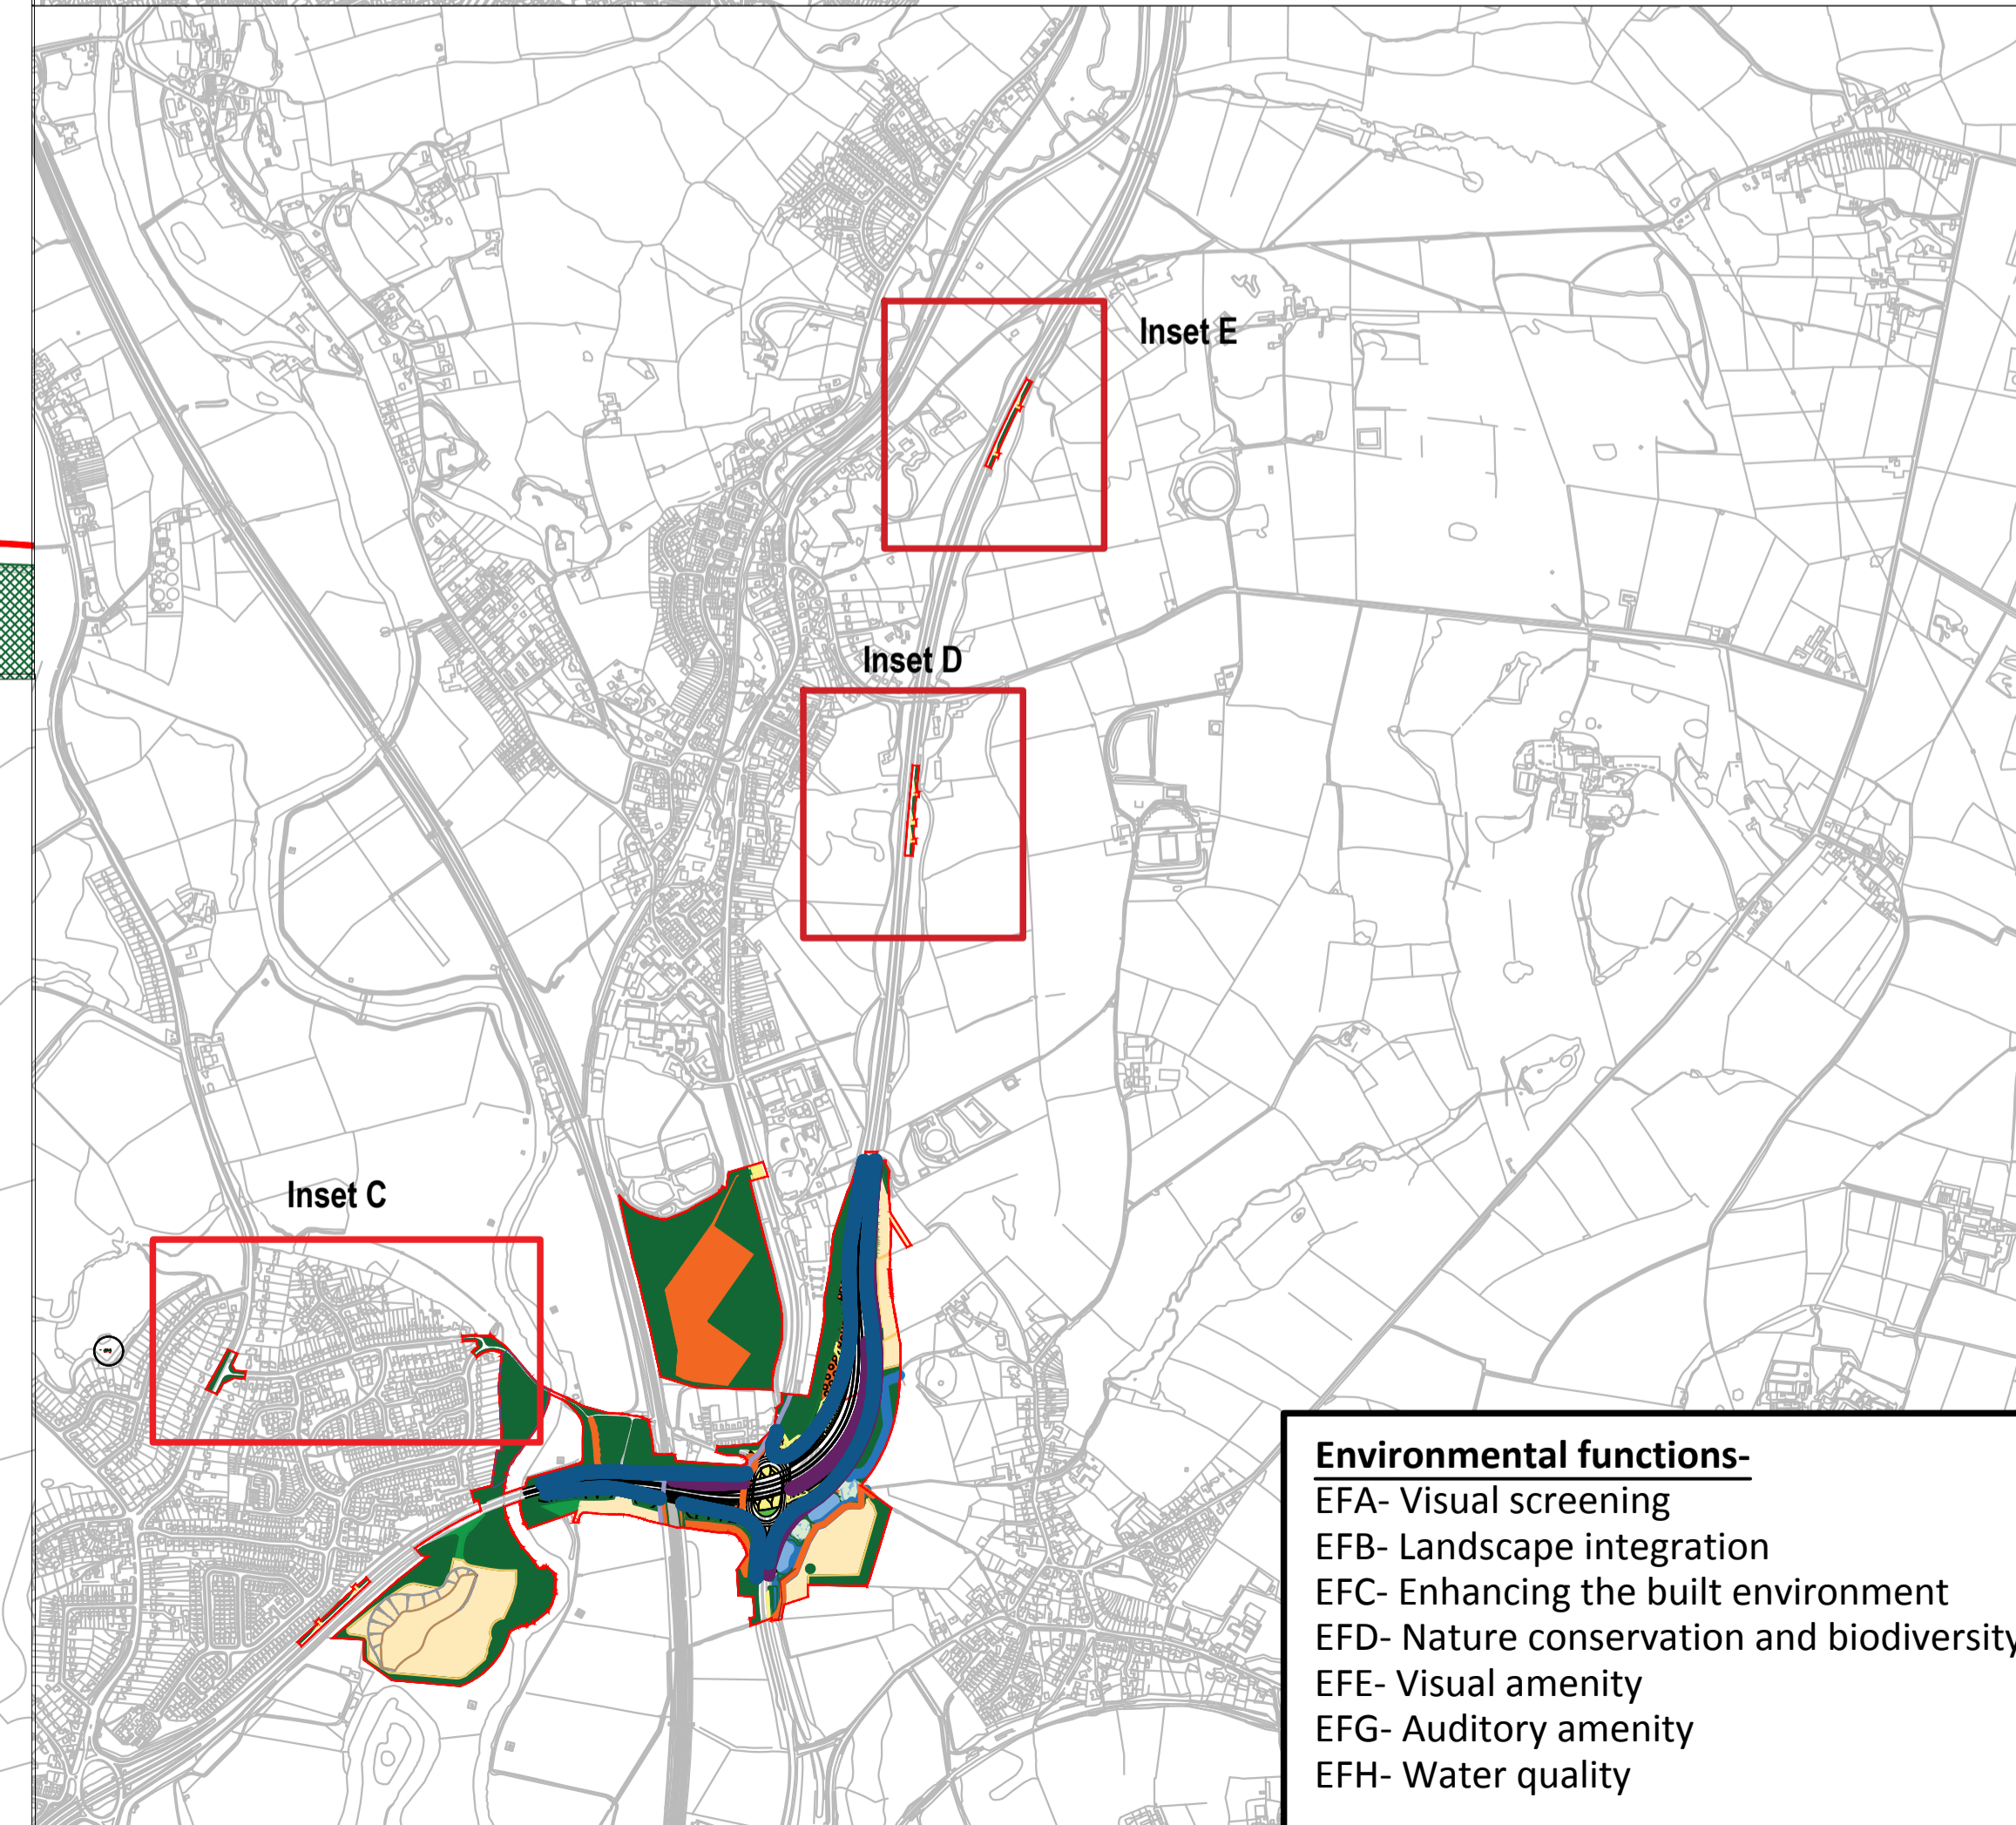 Inset E
Inset D
Inset C
Environmental functions-
EFA- Visual screening
EFB- Landscape integration
EFC- Enhancing the built environment
EFD- Nature conservation and biodiversity
EFE- Visual amenity
EFG- Auditory amenity
EFH- Water quality